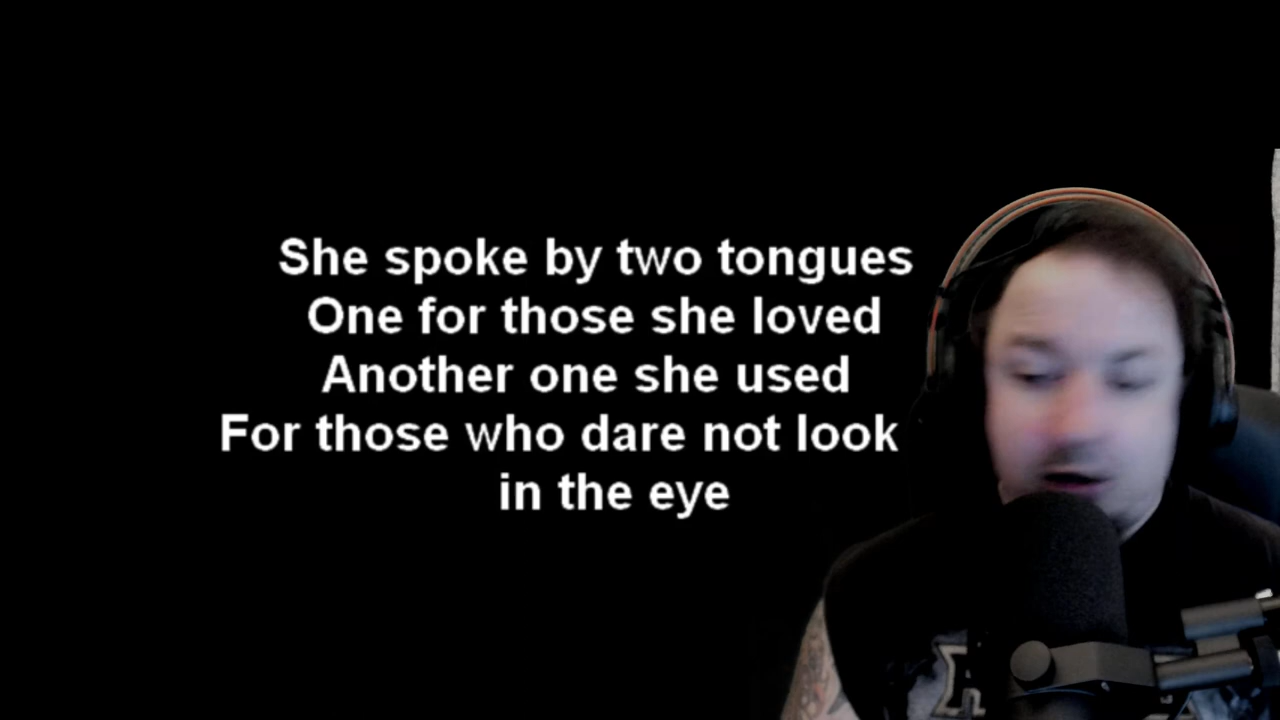 She spoke by two tongues
One for those she loved
Another one she used
For those who dare not look
in the eye